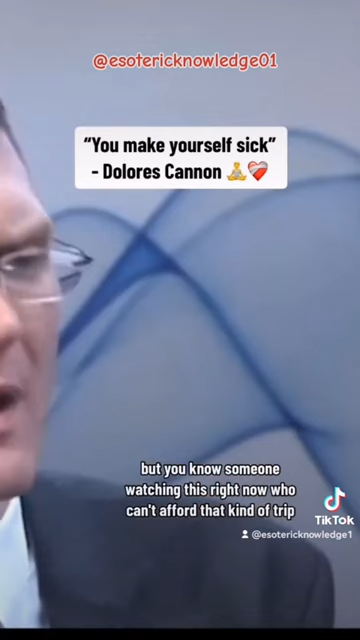 @esotericknowledge01
“You make yourself sick”
- Dolores Cannon 🧘❤️‍🩹
but you know someone
watching this right now who
can't afford that kind of trip
TikTok
@esotericknowledge1